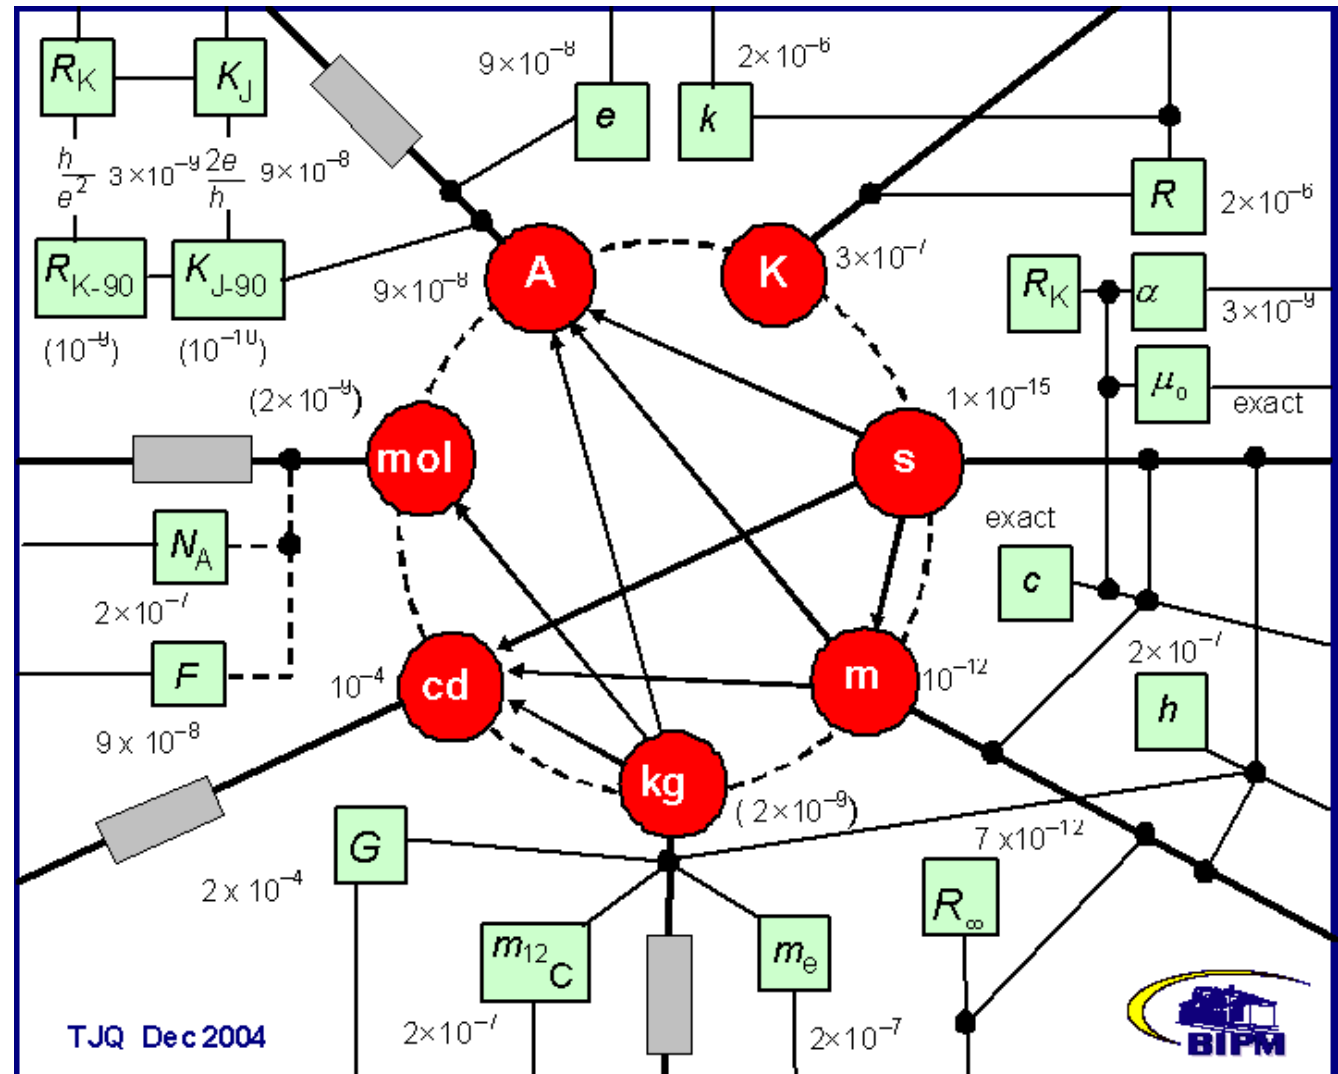 R_K
K_J
9×10⁻⁸
e
k
2×10⁻⁶
h/e²
3×10⁻⁹
2e/h
9×10⁻⁸
R
2×10⁻⁶
R_K-90
K_J-90
(10⁻⁹)
(10⁻¹⁰)
9×10⁻⁸
A
K
3×10⁻⁷
R_K
α
3×10⁻⁹
μ₀
exact
(2×10⁻⁹)
1×10⁻¹⁵
mol
s
N_A
2×10⁻⁷
exact
c
F
9 x 10⁻⁸
10⁻⁴
cd
m
10⁻¹²
2×10⁻⁷
h
kg
(2×10⁻⁹)
G
2 x 10⁻⁴
7 x10⁻¹²
R_∞
m₁₂C
m_e
2×10⁻⁷
2×10⁻⁷
TJQ Dec 2004
BIPM